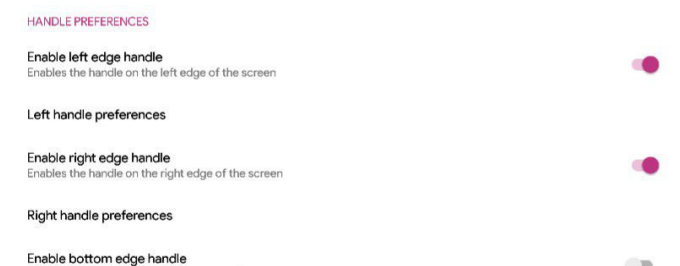 HANDLE PREFERENCES
Enable left edge handle
Enables the handle on the left edge of the screen
Left handle preferences
Enable right edge handle
Enables the handle on the right edge of the screen
Right handle preferences
Enable bottom edge handle